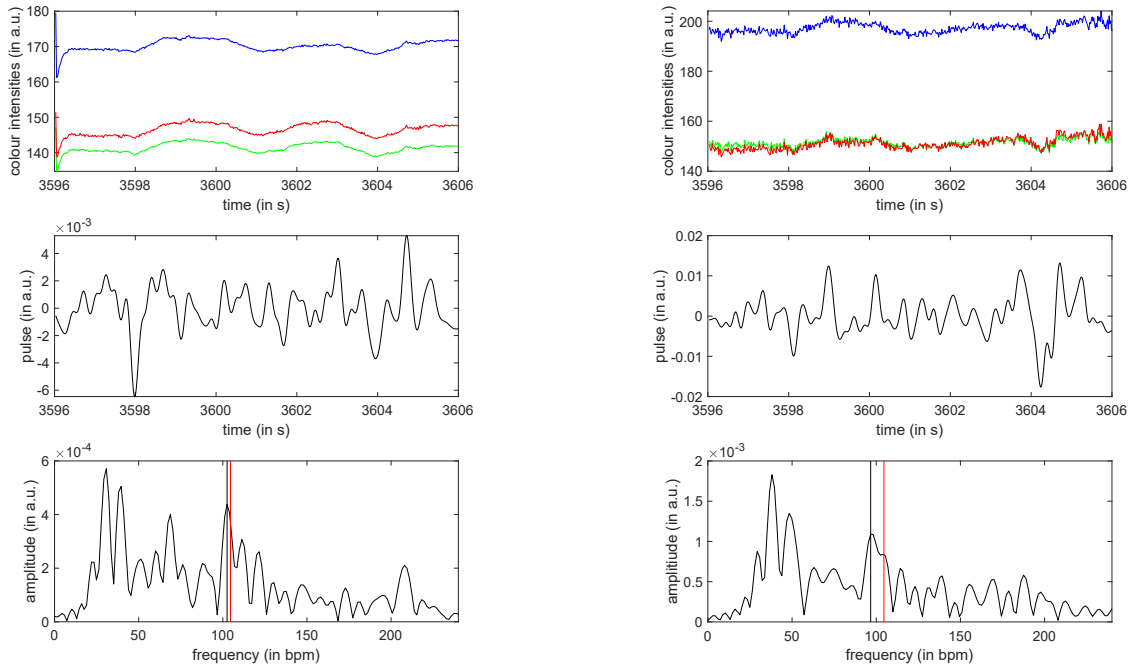 colour intensities (in a.u.)
170
150
140
3596 3598 3600 3602 3604 3606
time (in s)
colour intensities (in a.u.)
200
180
160
140
3596 3598 3600 3602 3604 3606
time (in s)
×10⁻³
pulse (in a.u.)
4
2
0
-2
-4
-6
3596 3598 3600 3602 3604 3606
time (in s)
pulse (in a.u.)
0.02
0.01
0
-0.01
-0.02
3596 3598 3600 3602 3604 3606
time (in s)
×10⁻⁴
amplitude (in a.u.)
6
4
2
0
0 50 100 150 200
frequency (in bpm)
×10⁻³
amplitiude (in a.u.)
2
1.5
1
0.5
0
0 50 100 150 200
frequency (in bpm)